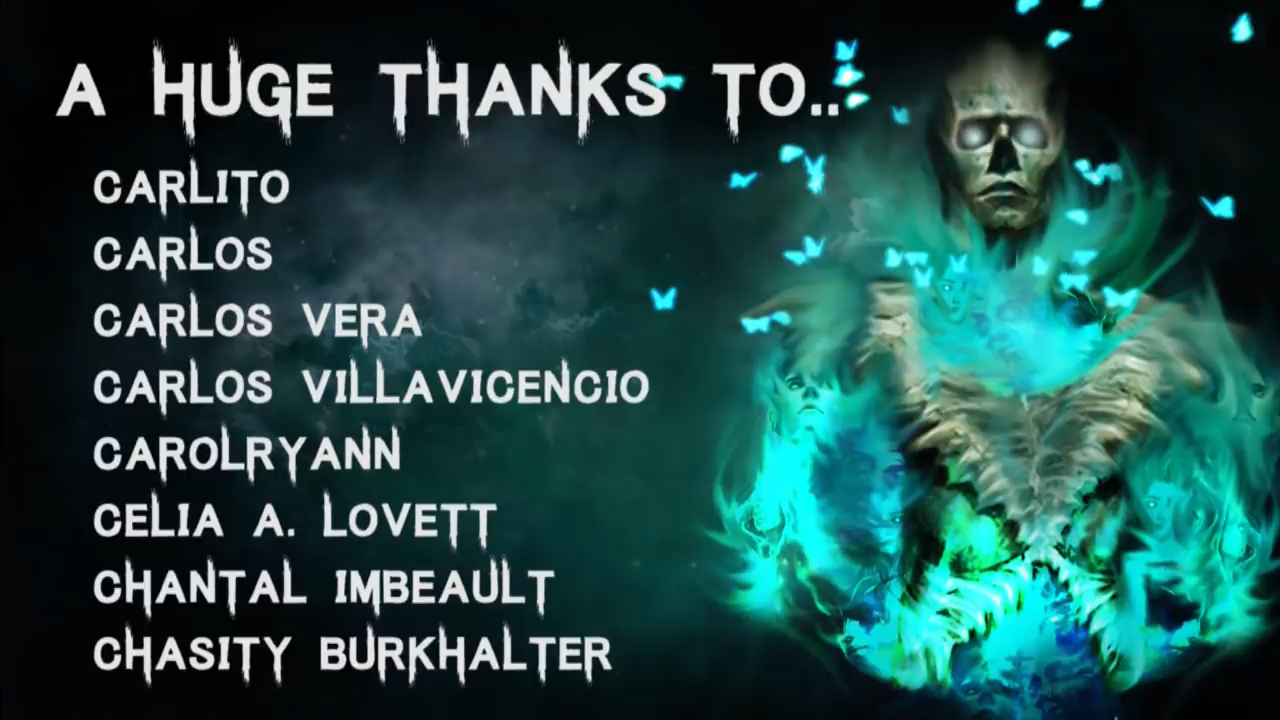 A HUGE THANKS TO..
CARLITO
CARLOS
CARLOS VERA
CARLOS VILLAVICENCIO
CAROLRYANN
CELIA A. LOVETT
CHANTAL IMBEAULT
CHASITY BURKHALTER